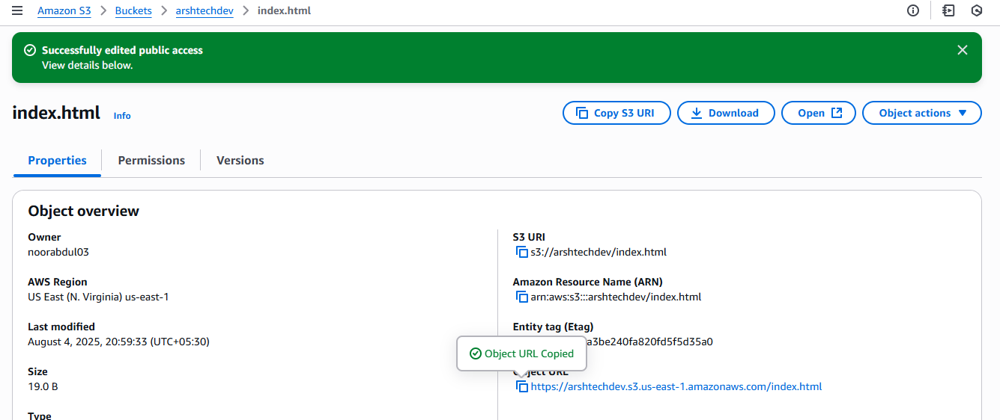 Amazon S3 > Buckets > arshtechdev > index.html
Successfully edited public access
View details below.
index.html Info
Copy S3 URI Download Open Object actions
Properties Permissions Versions
Object overview
Owner
noorabdul03
AWS Region
US East (N. Virginia) us-east-1
Last modified
August 4, 2025, 20:59:33 (UTC+05:30)
Size
19.0 B
Type
S3 URI
s3://arshtechdev/index.html
Amazon Resource Name (ARN)
arn:aws:s3:::arshtechdev/index.html
Entity tag (Etag)
a3be240fa820fd5f5d35a0
Object URL Copied
Object URL
https://arshtechdev.s3.us-east-1.amazonaws.com/index.html